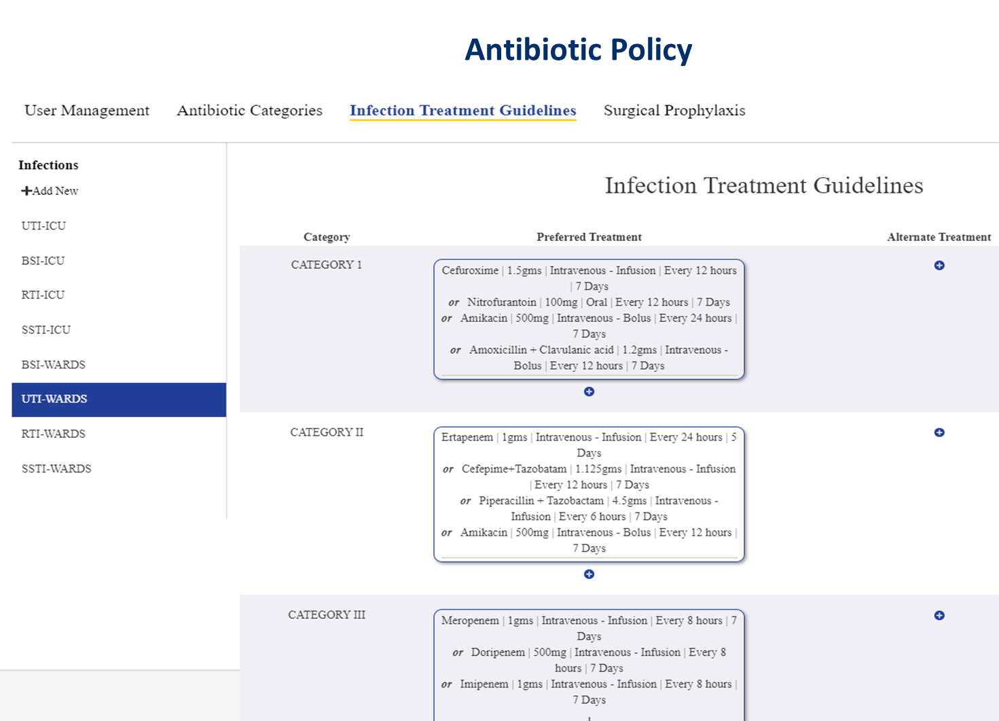 Antibiotic Policy
User Management Antibiotic Categories Infection Treatment Guidelines Surgical Prophylaxis
Infections
+Add New
UTI-ICU
BSI-ICU
RTI-ICU
SSTI-ICU
BSI-WARDS
UTI-WARDS
RTI-WARDS
SSTI-WARDS
Infection Treatment Guidelines
Category Preferred Treatment Alternate Treatment
CATEGORY 1
Cefuroxime | 1.5gms | Intravenous - Infusion | Every 12 hours
| 7 Days
or Nitrofurantoin | 100mg | Oral | Every 12 hours | 7 Days
or Amikacin | 500mg | Intravenous - Bolus | Every 24 hours |
7 Days
or Amoxicillin + Clavulanic acid | 1.2gms | Intravenous -
Bolus | Every 12 hours | 7 Days
CATEGORY II
Ertapenem | 1gms | Intravenous - Infusion | Every 24 hours | 5
Days
or Cefepime+Tazobatam | 1.125gms | Intravenous - Infusion
| Every 12 hours | 7 Days
or Piperacillin + Tazobactam | 4.5gms | Intravenous -
Infusion | Every 6 hours | 7 Days
or Amikacin | 500mg | Intravenous - Bolus | Every 12 hours |
7 Days
CATEGORY III
Meropenem | 1gms | Intravenous - Infusion | Every 8 hours | 7
Days
or Doripenem | 500mg | Intravenous - Infusion | Every 8
hours | 7 Days
or Imipenem | 1gms | Intravenous - Infusion | Every 8 hours |
7 Days